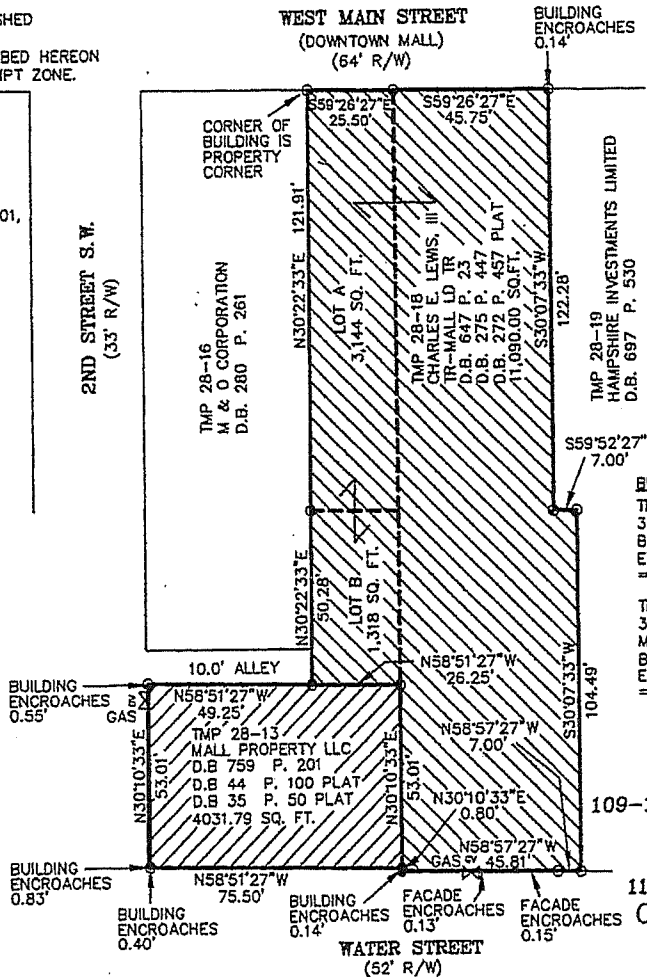 SHED
BED HEREON
IPT ZONE.
01,
WEST MAIN STREET
(DOWNTOWN MALL)
(64' R/W)
BUILDING
ENCROACHES
0.14'
S59°26'27"E
25.50'
S59°26'27"E
45.75'
CORNER OF
BUILDING IS
PROPERTY
CORNER
2ND STREET S.W.
(33' R/W)
TMP 28-16
M & O CORPORATION
D.B. 280 P. 261
N30°22'33"E 121.91'
LOT A
3,144 SQ. FT.
TMP 28-18
CHARLES E. LEWIS, III
TR-MALL LD TR
D.B. 647 P. 23
D.B. 275 P. 447
D.B. 272 P. 457 PLAT
11,090.00 SQ.FT.
S30°07'33"W
122.28'
TMP 28-19
HAMPSHIRE INVESTMENTS LIMITED
D.B. 697 P. 530
S59°52'27"
7.00'
N30°22'33"E
50.28'
LOT B
1,318 SQ. FT.
S30°07'33"W
104.49'
10.0' ALLEY
N58°51'27"W
26.25'
BUILDING
ENCROACHES
0.55'
GAS
N58°51'27"W
49.25'
N58°57'27"W
7.00'
N30°10'33"E
53.01'
TMP 28-13
MALL PROPERTY LLC
D.B 759 P. 201
D.B 44 P. 100 PLAT
D.B 35 P. 50 PLAT
4031.79 SQ. FT.
N30°10'33"E
53.01'
N30°10'33"E
0.80'
109-
N58°57'27"W
45.81'
GAS
BUILDING
ENCROACHES
0.83'
N58°51'27"W
75.50'
BUILDING
ENCROACHES
0.40'
BUILDING
ENCROACHES
0.14'
FACADE
ENCROACHES
0.13'
FACADE
ENCROACHES
0.15'
11
WATER STREET
(52' R/W)